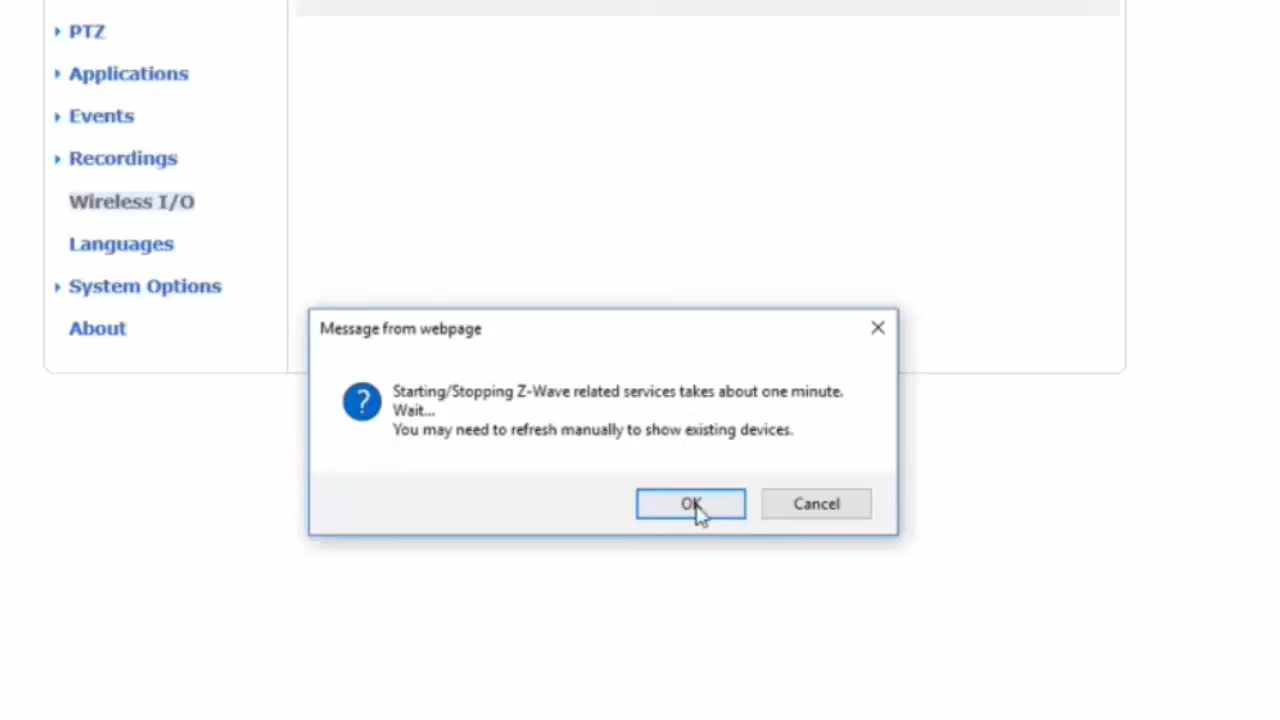 PTZ
Applications
Events
Recordings
Wireless I/O
Languages
System Options
About
Message from webpage
Starting/Stopping Z-Wave related services takes about one minute.
Wait...
You may need to refresh manually to show existing devices.
OK
Cancel